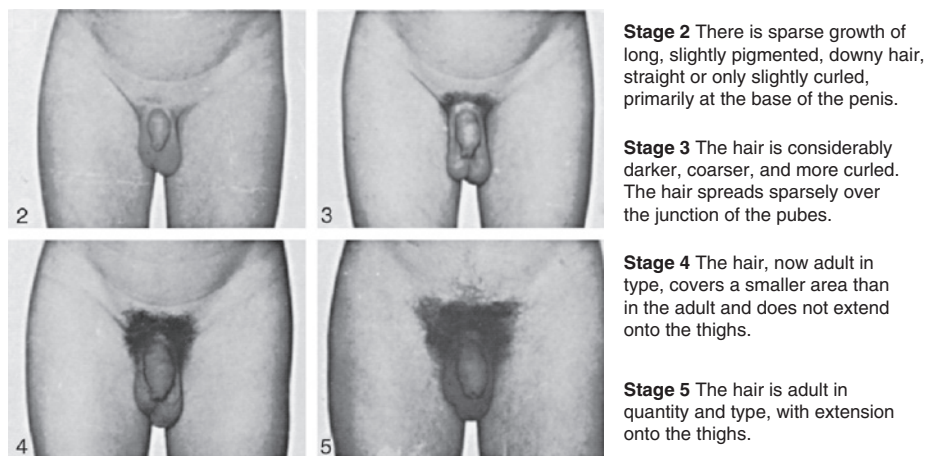 Stage 2 There is sparse growth of
long, slightly pigmented, downy hair,
straight or only slightly curled,
primarily at the base of the penis.
Stage 3 The hair is considerably
darker, coarser, and more curled.
The hair spreads sparsely over
the junction of the pubes.
Stage 4 The hair, now adult in
type, covers a smaller area than
in the adult and does not extend
onto the thighs.
Stage 5 The hair is adult in
quantity and type, with extension
onto the thighs.
2
3
4
5